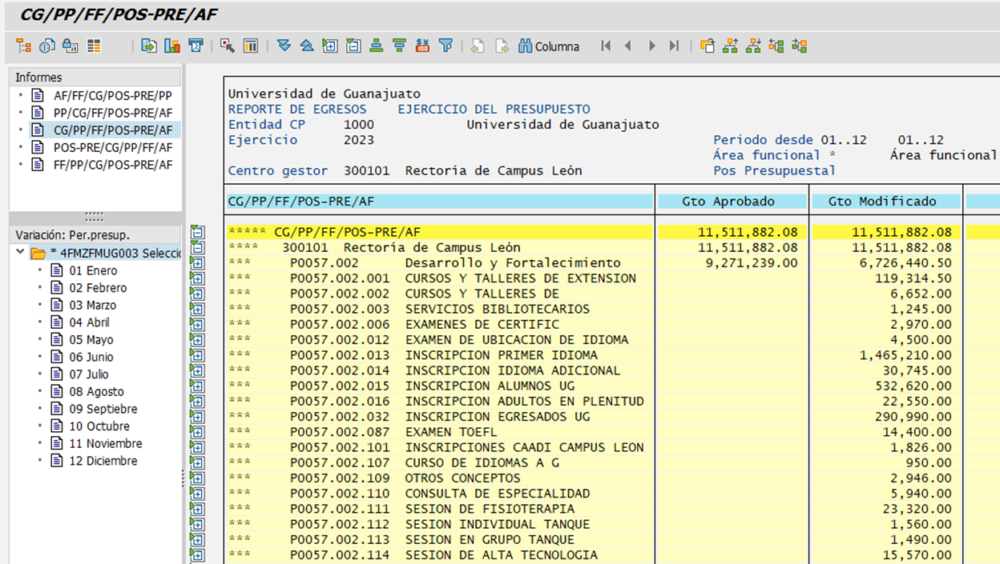 CG/PP/FF/POS-PRE/AF
Columna
Informes
AF/FF/CG/POS-PRE/PP
PP/CG/FF/POS-PRE/AF
CG/PP/FF/POS-PRE/AF
POS-PRE/CG/PP/FF/AF
FF/PP/CG/POS-PRE/AF
Variación: Per.presup.
* 4FMZFMUG003 Selecció
01 Enero
02 Febrero
03 Marzo
04 Abril
05 Mayo
06 Junio
07 Julio
08 Agosto
09 Septiembre
10 Octubre
11 Noviembre
12 Diciembre
Universidad de Guanajuato
REPORTE DE EGRESOS EJERCICIO DEL PRESUPUESTO
Entidad CP 1000 Universidad de Guanajuato
Ejercicio 2023 Periodo desde 01..12 01..12
Área funcional * Área funcional
Centro gestor 300101 Rectoría de Campus León Pos Presupuestal
CG/PP/FF/POS-PRE/AF Gto Aprobado Gto Modificado
***** CG/PP/FF/POS-PRE/AF 11,511,882.08 11,511,882.08
**** 300101 Rectoría de Campus León 11,511,882.08 11,511,882.08
*** P0057.002 Desarrollo y Fortalecimiento 9,271,239.00 6,726,440.50
*** P0057.002.001 CURSOS Y TALLERES DE EXTENSION 119,314.50
*** P0057.002.002 CURSOS Y TALLERES DE 6,652.00
*** P0057.002.003 SERVICIOS BIBLIOTECARIOS 1,245.00
*** P0057.002.006 EXAMENES DE CERTIFIC 2,970.00
*** P0057.002.012 EXAMEN DE UBICACION DE IDIOMA 4,500.00
*** P0057.002.013 INSCRIPCION PRIMER IDIOMA 1,465,210.00
*** P0057.002.014 INSCRIPCION IDIOMA ADICIONAL 30,745.00
*** P0057.002.015 INSCRIPCION ALUMNOS UG 532,620.00
*** P0057.002.016 INSCRIPCION ADULTOS EN PLENITUD 22,550.00
*** P0057.002.032 INSCRIPCION EGRESADOS UG 290,990.00
*** P0057.002.087 EXAMEN TOEFL 14,400.00
*** P0057.002.101 INSCRIPCIONES CAADI CAMPUS LEON 1,826.00
*** P0057.002.107 CURSO DE IDIOMAS A G 950.00
*** P0057.002.109 OTROS CONCEPTOS 2,946.00
*** P0057.002.110 CONSULTA DE ESPECIALIDAD 5,940.00
*** P0057.002.111 SESION DE FISIOTERAPIA 23,320.00
*** P0057.002.112 SESION INDIVIDUAL TANQUE 1,560.00
*** P0057.002.113 SESION EN GRUPO TANQUE 1,490.00
*** P0057.002.114 SESION DE ALTA TECNOLOGIA 15,570.00